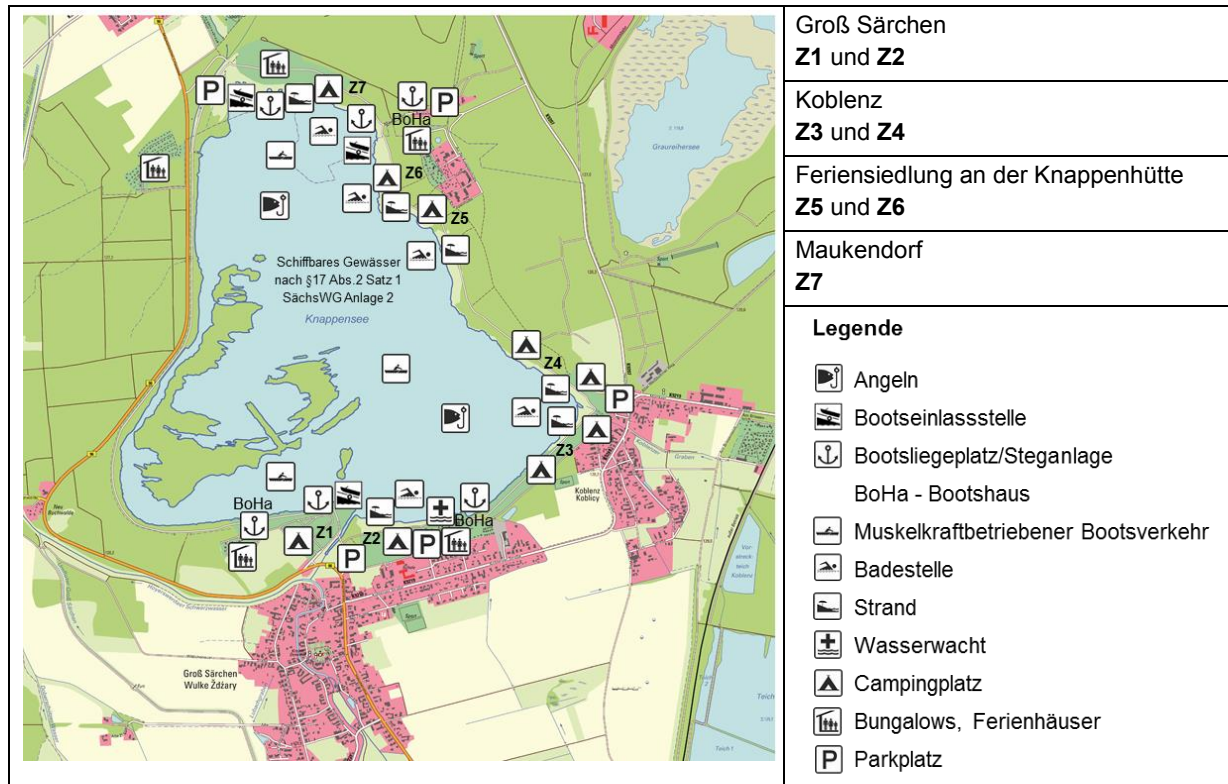 Z7
BoHa
Z6
Z5
Graureihersee
Schiffbares Gewässer
nach §17 Abs.2 Satz 1
SächsWG Anlage 2
Knappensee
Z4
Z3
Koblenz
Koblicy
BoHa
Z1
Z2
BoHa
Groß Särchen
Wulke Ždźary
Groß Särchen
Z1 und Z2
Koblenz
Z3 und Z4
Feriensiedlung an der Knappenhütte
Z5 und Z6
Maukendorf
Z7
Legende
Angeln
Bootseinlassstelle
Bootsliegeplatz/Steganlage
BoHa - Bootshaus
Muskelkraftbetriebener Bootsverkehr
Badestelle
Strand
Wasserwacht
Campingplatz
Bungalows, Ferienhäuser
P Parkplatz